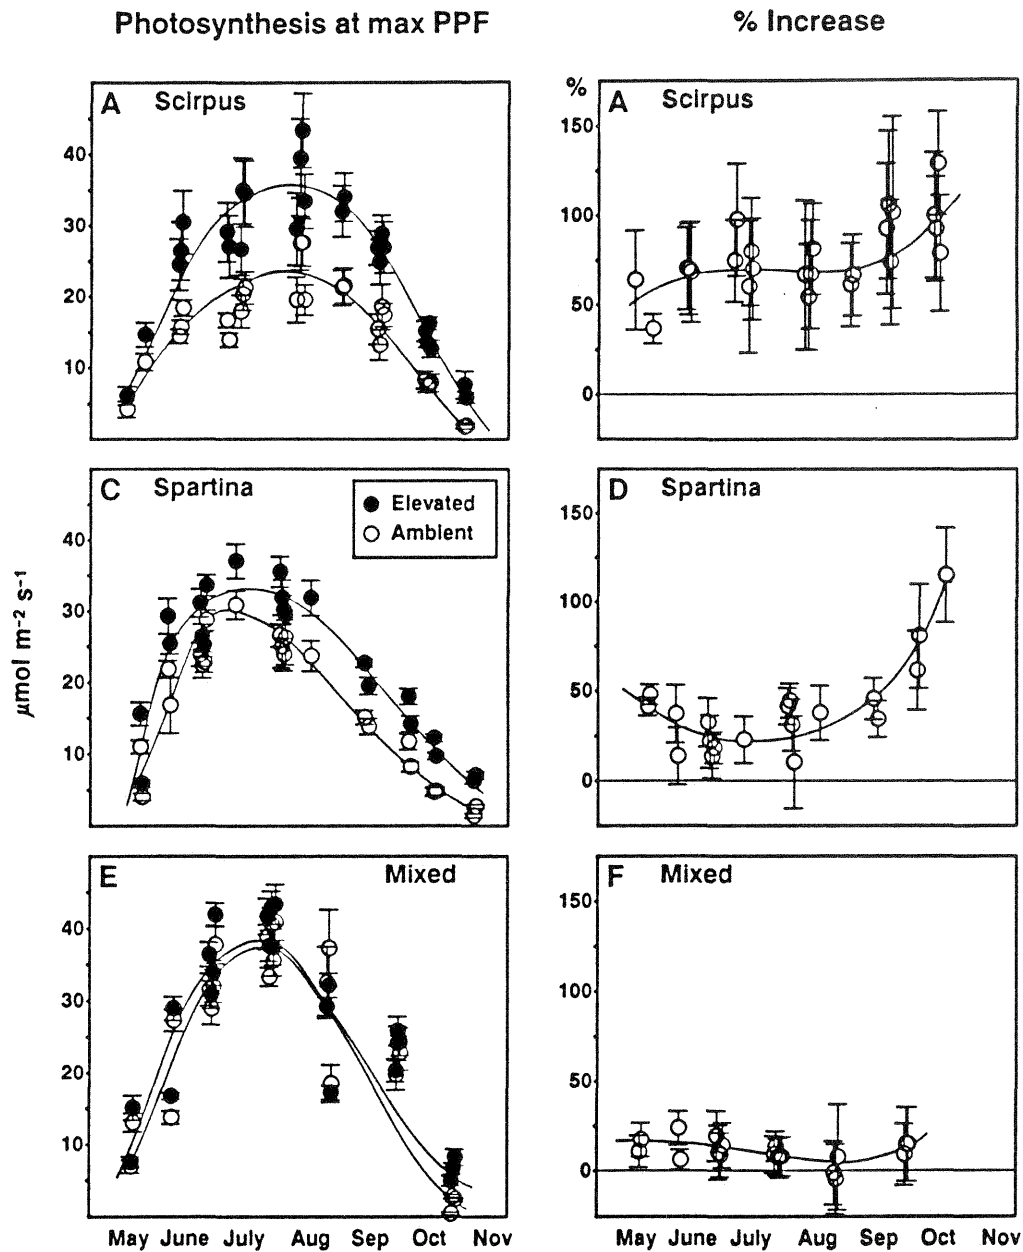 Photosynthesis at max PPF
% Increase
A Scirpus
40
30
20
10
%
A Scirpus
150
100
50
0
C Spartina
Elevated
Ambient
40
30
20
10
µmol m⁻² s⁻¹
D Spartina
150
100
50
0
E Mixed
40
30
20
10
May June July Aug Sep Oct Nov
F Mixed
150
100
50
0
May June July Aug Sep Oct Nov